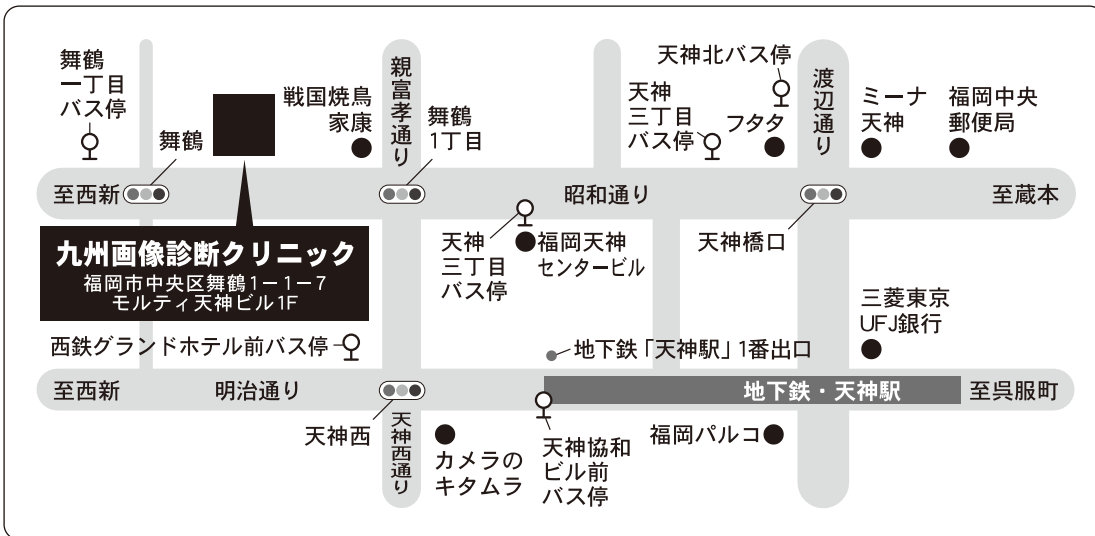 舞鶴
一丁目
バス停
舞鶴
戦国焼鳥
家康
親富孝通り
舞鶴
1丁目
天神北バス停
天神
三丁目
バス停
フタタ
渡辺通り
ミーナ
天神
福岡中央
郵便局
至西新
昭和通り
至蔵本
九州画像診断クリニック
福岡市中央区舞鶴1-1-7
モルティ天神ビル1F
天神
三丁目
バス停
福岡天神
センタービル
天神橋口
三菱東京
UFJ銀行
西鉄グランドホテル前バス停
地下鉄「天神駅」1番出口
至西新
明治通り
地下鉄・天神駅
至呉服町
天神西
天神西通り
カメラの
キタムラ
天神協和
ビル前
バス停
福岡パルコ